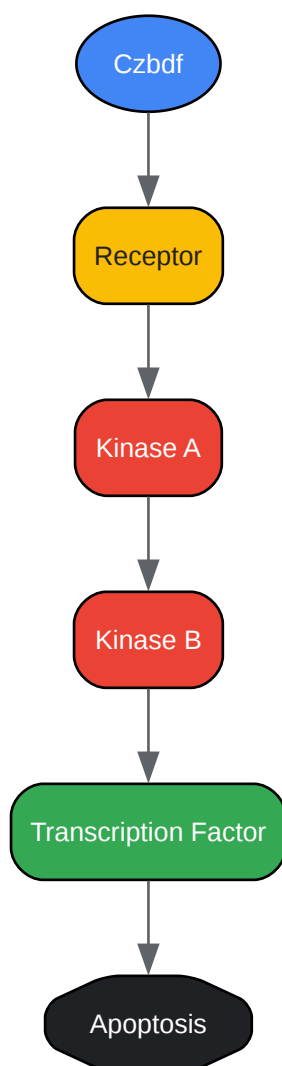 Czbdf
Receptor
Kinase A
Kinase B
Transcription Factor
Apoptosis